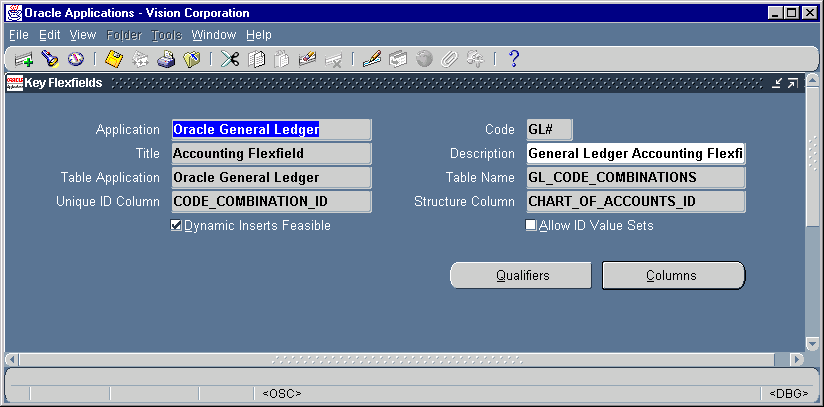 Oracle Applications - Vision Corporation
File Edit View Folder Tools Window Help
Key Flexfields
Application Oracle General Ledger Code GL#
Title Accounting Flexfield Description General Ledger Accounting Flexfi
Table Application Oracle General Ledger Table Name GL_CODE_COMBINATIONS
Unique ID Column CODE_COMBINATION_ID Structure Column CHART_OF_ACCOUNTS_ID
Dynamic Inserts Feasible Allow ID Value Sets
Qualifiers Columns
<OSC> <DBG>